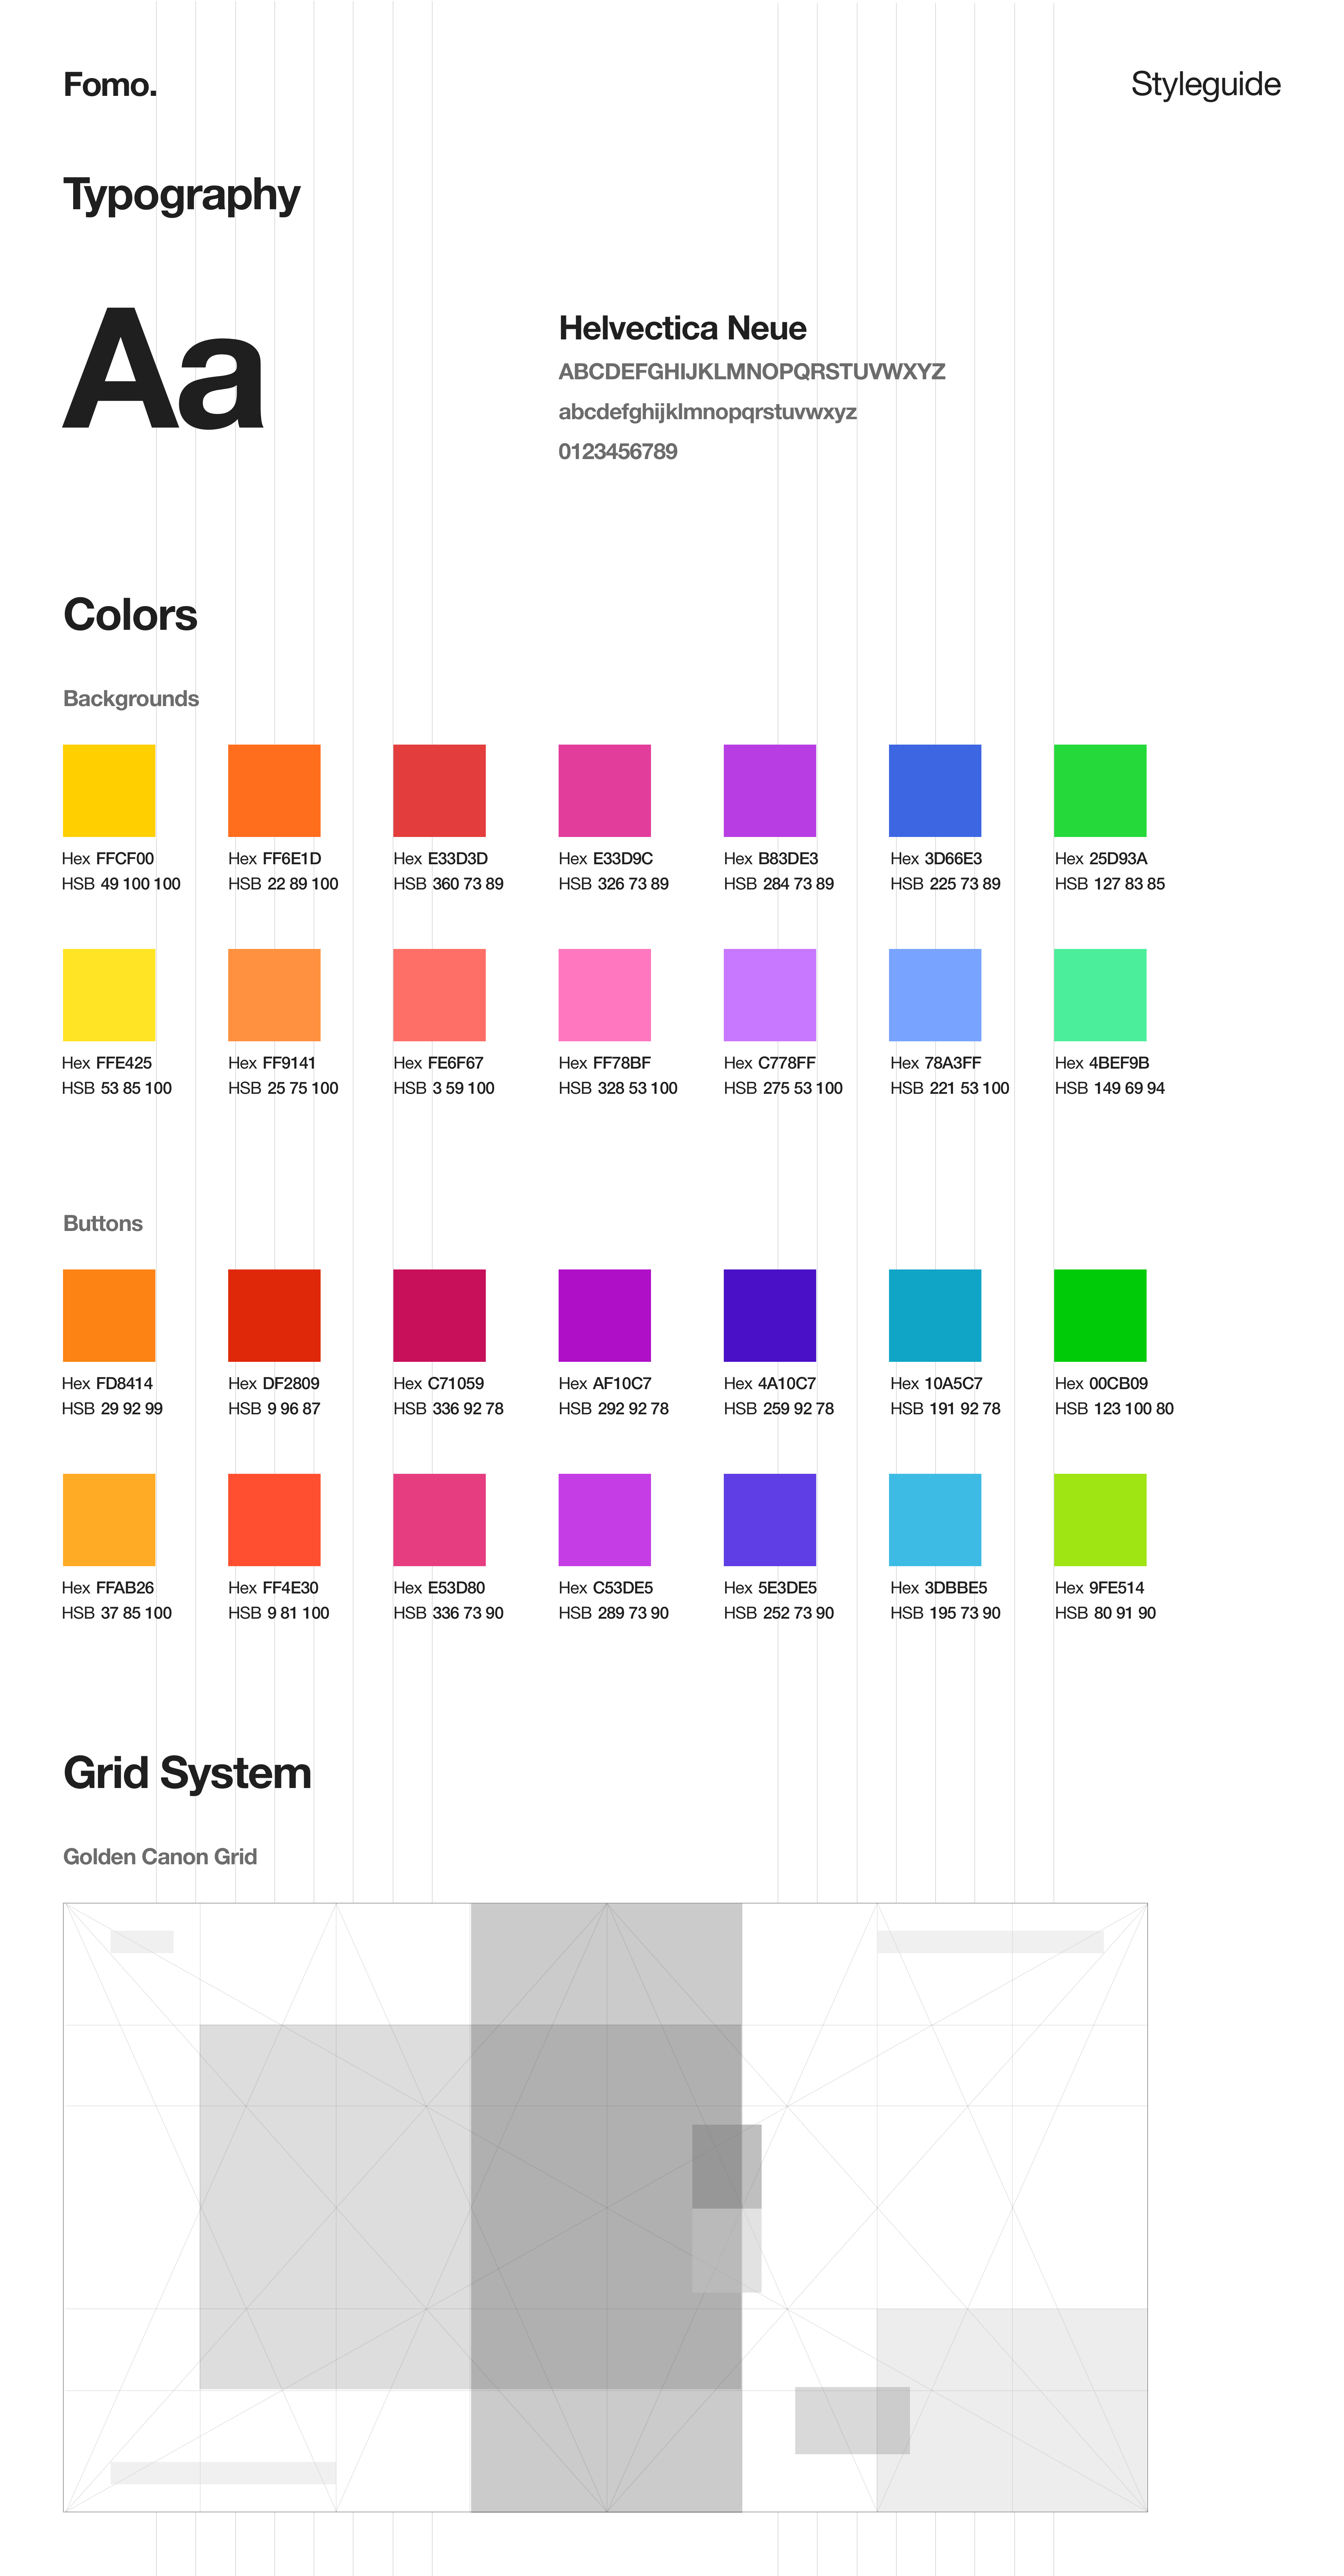 Fomo.
Styleguide
Typography
Aa
Helvectica Neue
ABCDEFGHIJKLMNOPQRSTUVWXYZ
abcdefghijklmnopqrstuvwxyz
0123456789
Colors
Backgrounds
Hex FFCF00
HSB 49 100 100
Hex FF6E1D
HSB 22 89 100
Hex E33D3D
HSB 360 73 89
Hex E33D9C
HSB 326 73 89
Hex B83DE3
HSB 284 73 89
Hex 3D66E3
HSB 225 73 89
Hex 25D93A
HSB 127 83 85
Hex FFE425
HSB 53 85 100
Hex FF9141
HSB 25 75 100
Hex FE6F67
HSB 3 59 100
Hex FF78BF
HSB 328 53 100
Hex C778FF
HSB 275 53 100
Hex 78A3FF
HSB 221 53 100
Hex 4BEF9B
HSB 149 69 94
Buttons
Hex FD8414
HSB 29 92 99
Hex DF2809
HSB 9 96 87
Hex C71059
HSB 336 92 78
Hex AF10C7
HSB 292 92 78
Hex 4A10C7
HSB 259 92 78
Hex 10A5C7
HSB 191 92 78
Hex 00CB09
HSB 123 100 80
Hex FFAB26
HSB 37 85 100
Hex FF4E30
HSB 9 81 100
Hex E53D80
HSB 336 73 90
Hex C53DE5
HSB 289 73 90
Hex 5E3DE5
HSB 252 73 90
Hex 3DBBE5
HSB 195 73 90
Hex 9FE514
HSB 80 91 90
Grid System
Golden Canon Grid